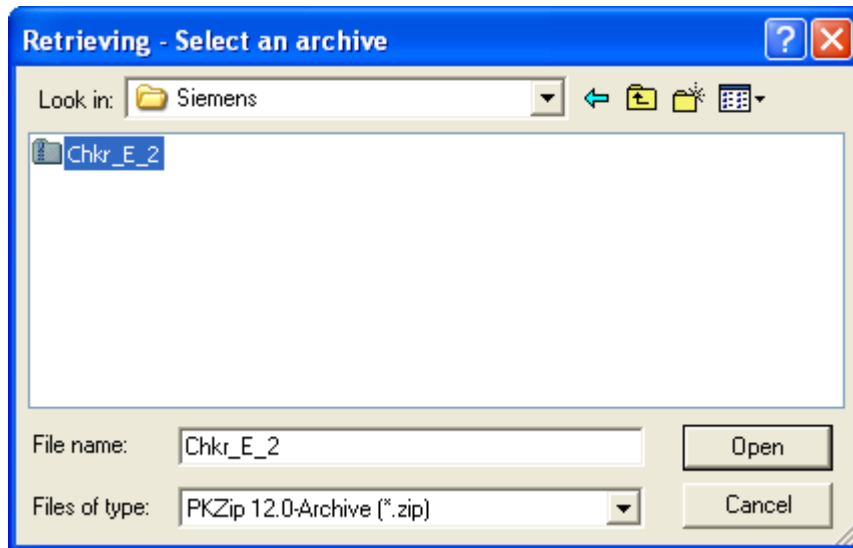 Retrieving - Select an archive
Look in: Siemens
Chkr_E_2
File name: Chkr_E_2 Open
Files of type: PKZip 12.0-Archive (*.zip) Cancel